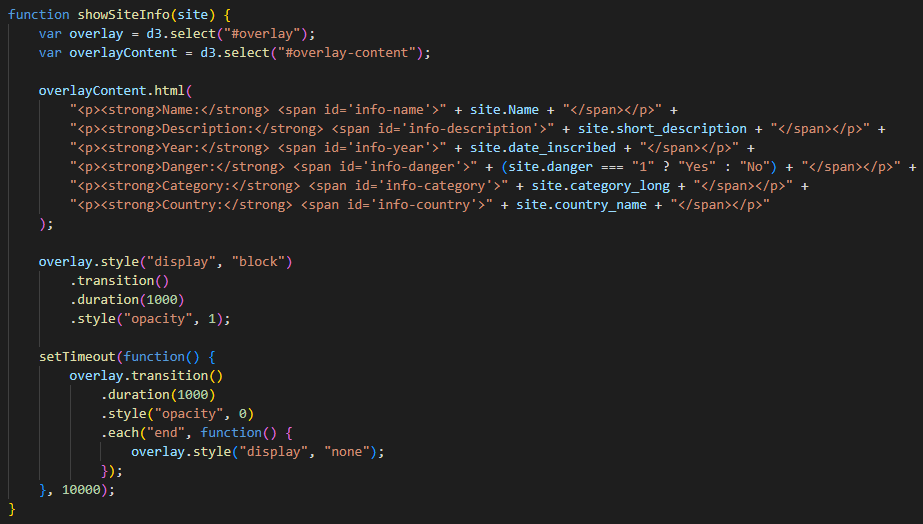 function showSiteInfo(site) {
    var overlay = d3.select("#overlay");
    var overlayContent = d3.select("#overlay-content");

    overlayContent.html(
        "<p><strong>Name:</strong> <span id='info-name'>" + site.Name + "</span></p>" +
        "<p><strong>Description:</strong> <span id='info-description'>" + site.short_description + "</span></p>" +
        "<p><strong>Year:</strong> <span id='info-year'>" + site.date_inscribed + "</span></p>" +
        "<p><strong>Danger:</strong> <span id='info-danger'>" + (site.danger === "1" ? "Yes" : "No") + "</span></p>" +
        "<p><strong>Category:</strong> <span id='info-category'>" + site.category_long + "</span></p>" +
        "<p><strong>Country:</strong> <span id='info-country'>" + site.country_name + "</span></p>"
    );

    overlay.style("display", "block")
        .transition()
        .duration(1000)
        .style("opacity", 1);

    setTimeout(function() {
        overlay.transition()
            .duration(1000)
            .style("opacity", 0)
            .each("end", function() {
                overlay.style("display", "none");
            });
    }, 10000);
}